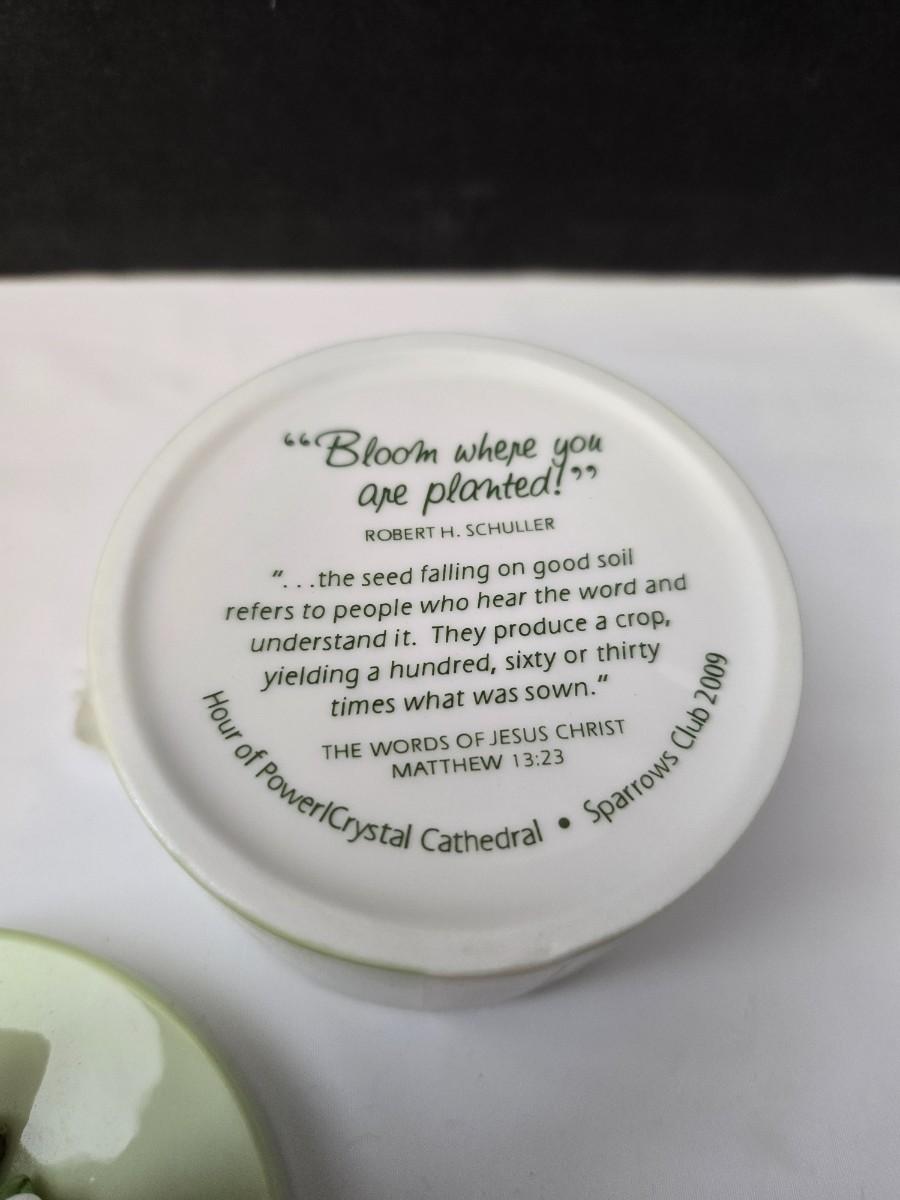 “Bloom where you
are planted!”
ROBERT H. SCHULLER
“. . .the seed falling on good soil
refers to people who hear the word and
understand it. They produce a crop,
yielding a hundred, sixty or thirty
times what was sown.”
THE WORDS OF JESUS CHRIST
MATTHEW 13:23
Hour of Power/Crystal Cathedral • Sparrows Club 2009